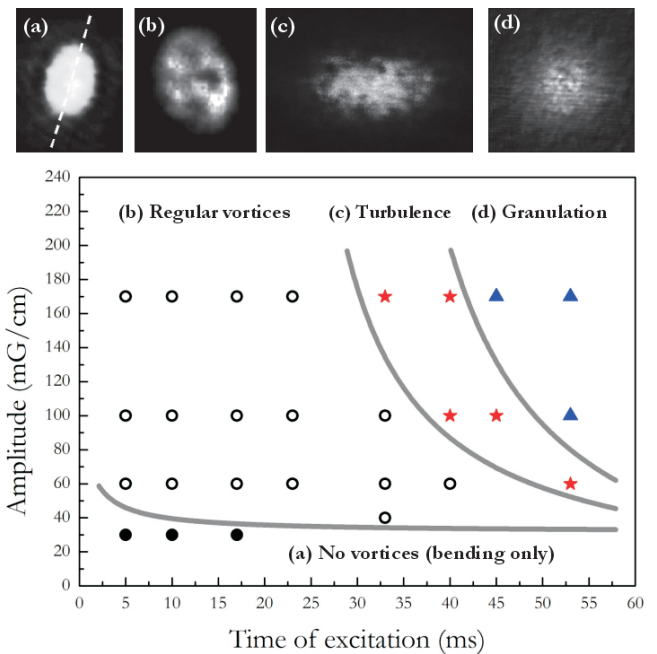 (a) (b) (c) (d)
240
220
200
180
160
140
120
100
80
60
40
30
20
0
(b) Regular vortices (c) Turbulence (d) Granulation
(a) No vortices (bending only)
Amplitude (mG/cm)
0 5 10 15 20 25 30 35 40 45 50 55 60
Time of excitation (ms)